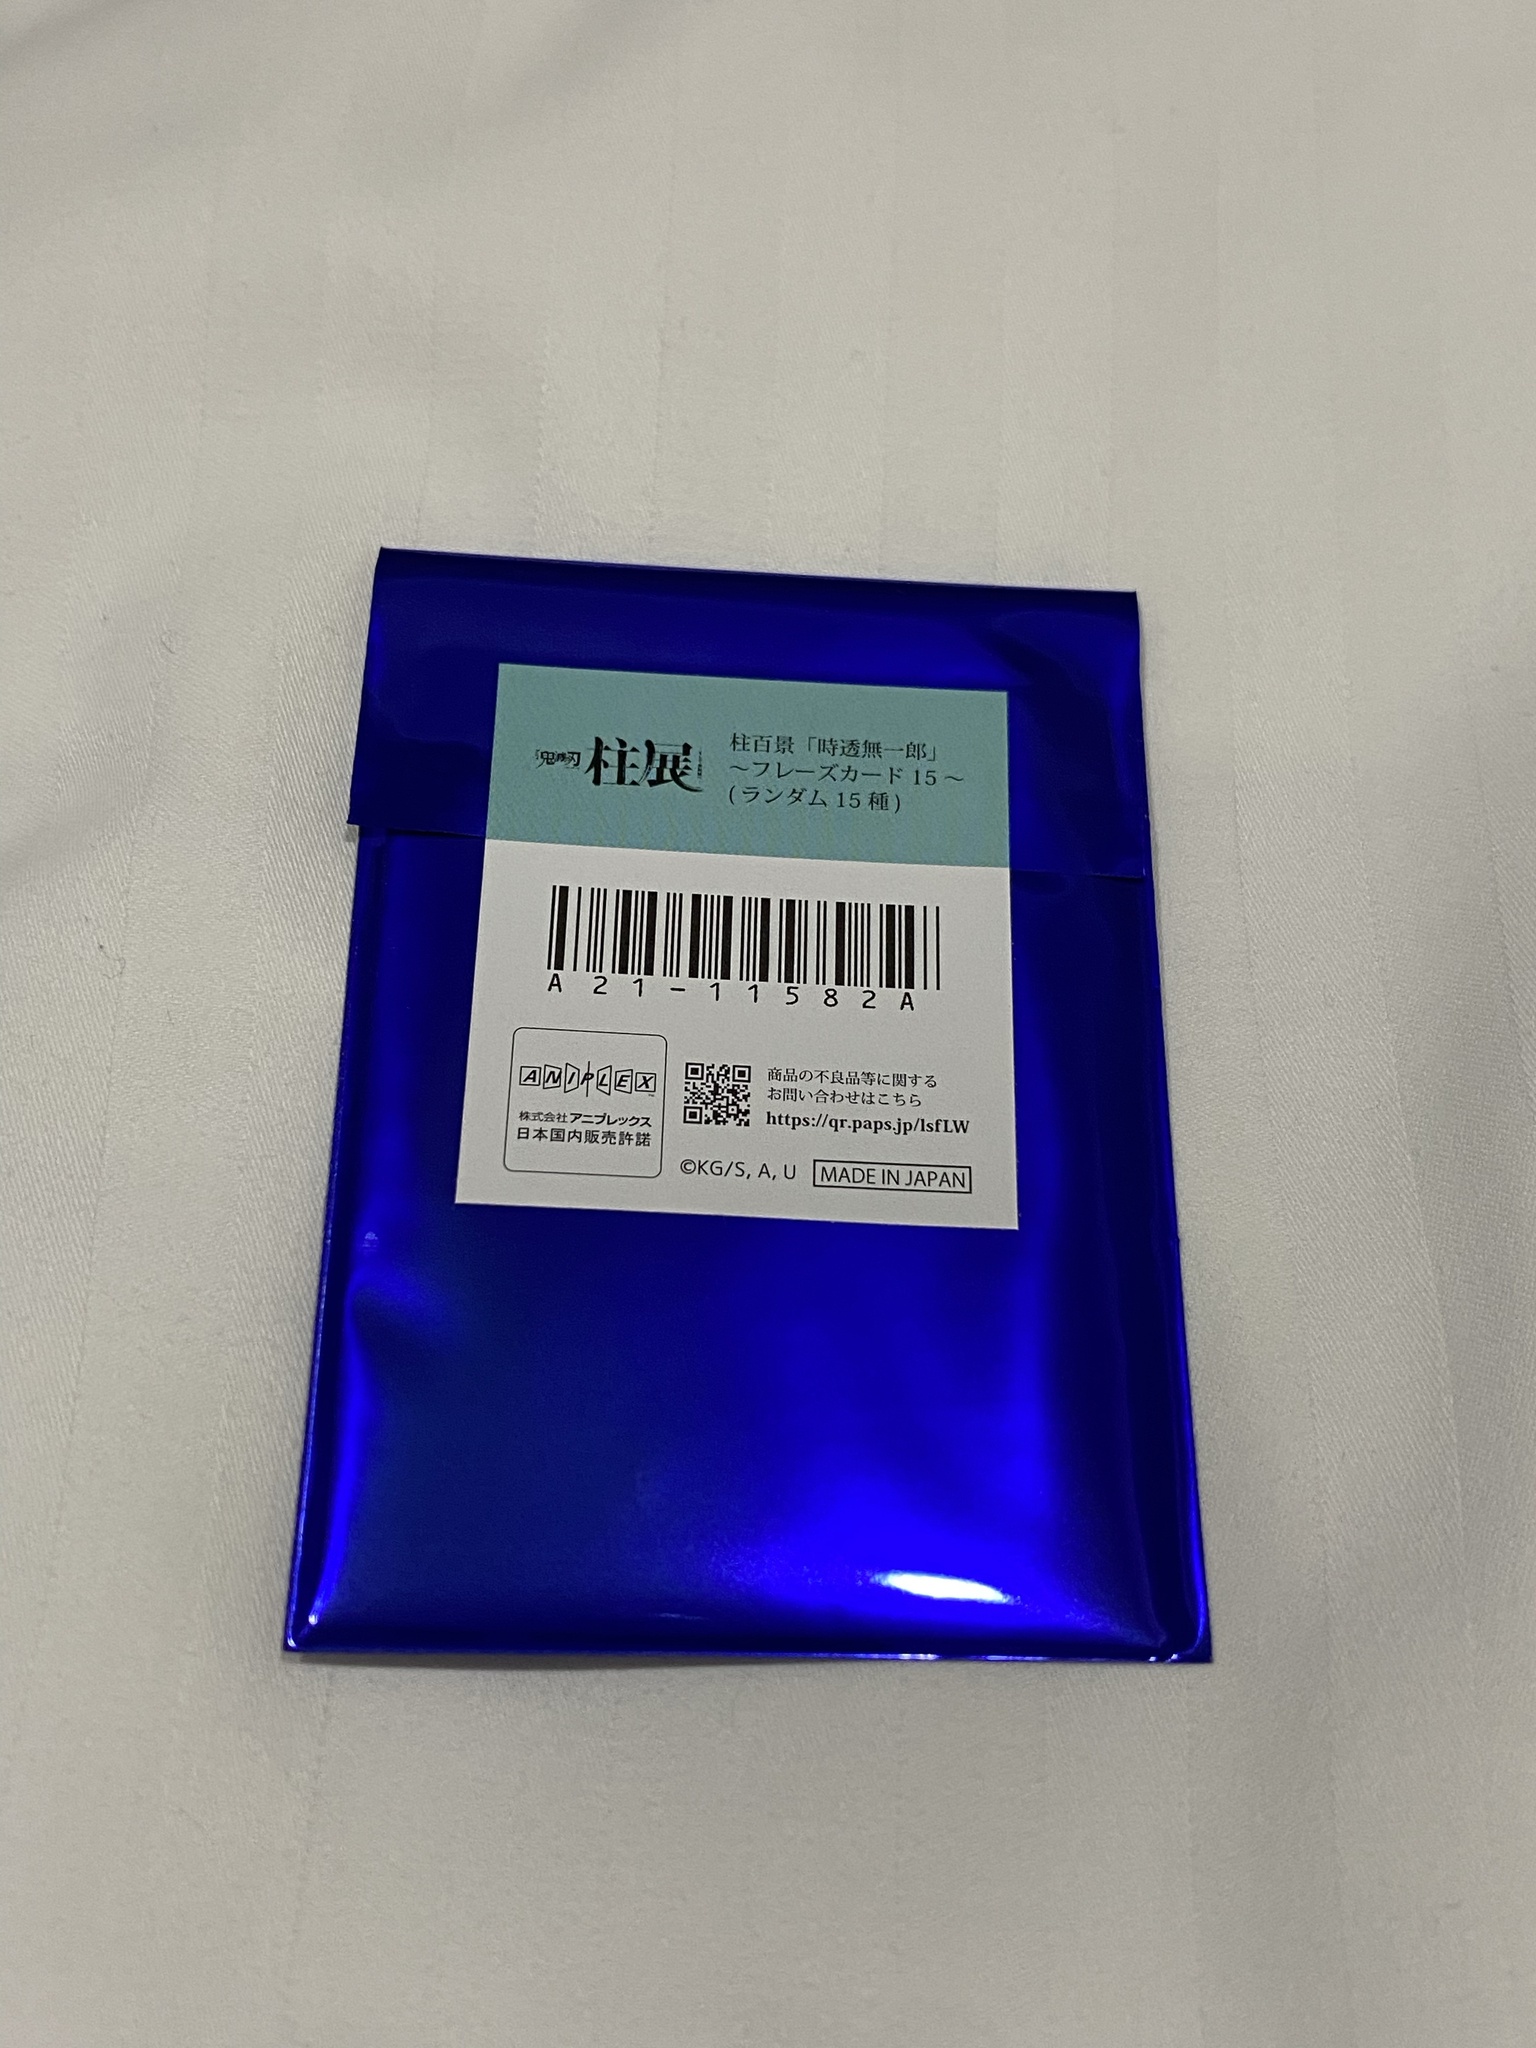 「鬼滅の刃」柱展
柱百景「時透無一郎」
～フレーズカード 15～
(ランダム 15 種)
A21-11582A
ANIPLEX
株式会社アニプレックス
日本国内販売許諾
商品の不良品等に関する
お問い合わせはこちら
https://qr.paps.jp/lsfLW
©KG/S, A, U
MADE IN JAPAN